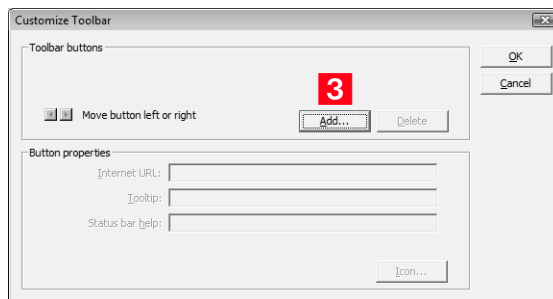 Customize Toolbar
Toolbar buttons
OK
Cancel
3
Move button left or right
Add...
Delete
Button properties
Internet URL:
Tooltip:
Status bar help:
Icon...